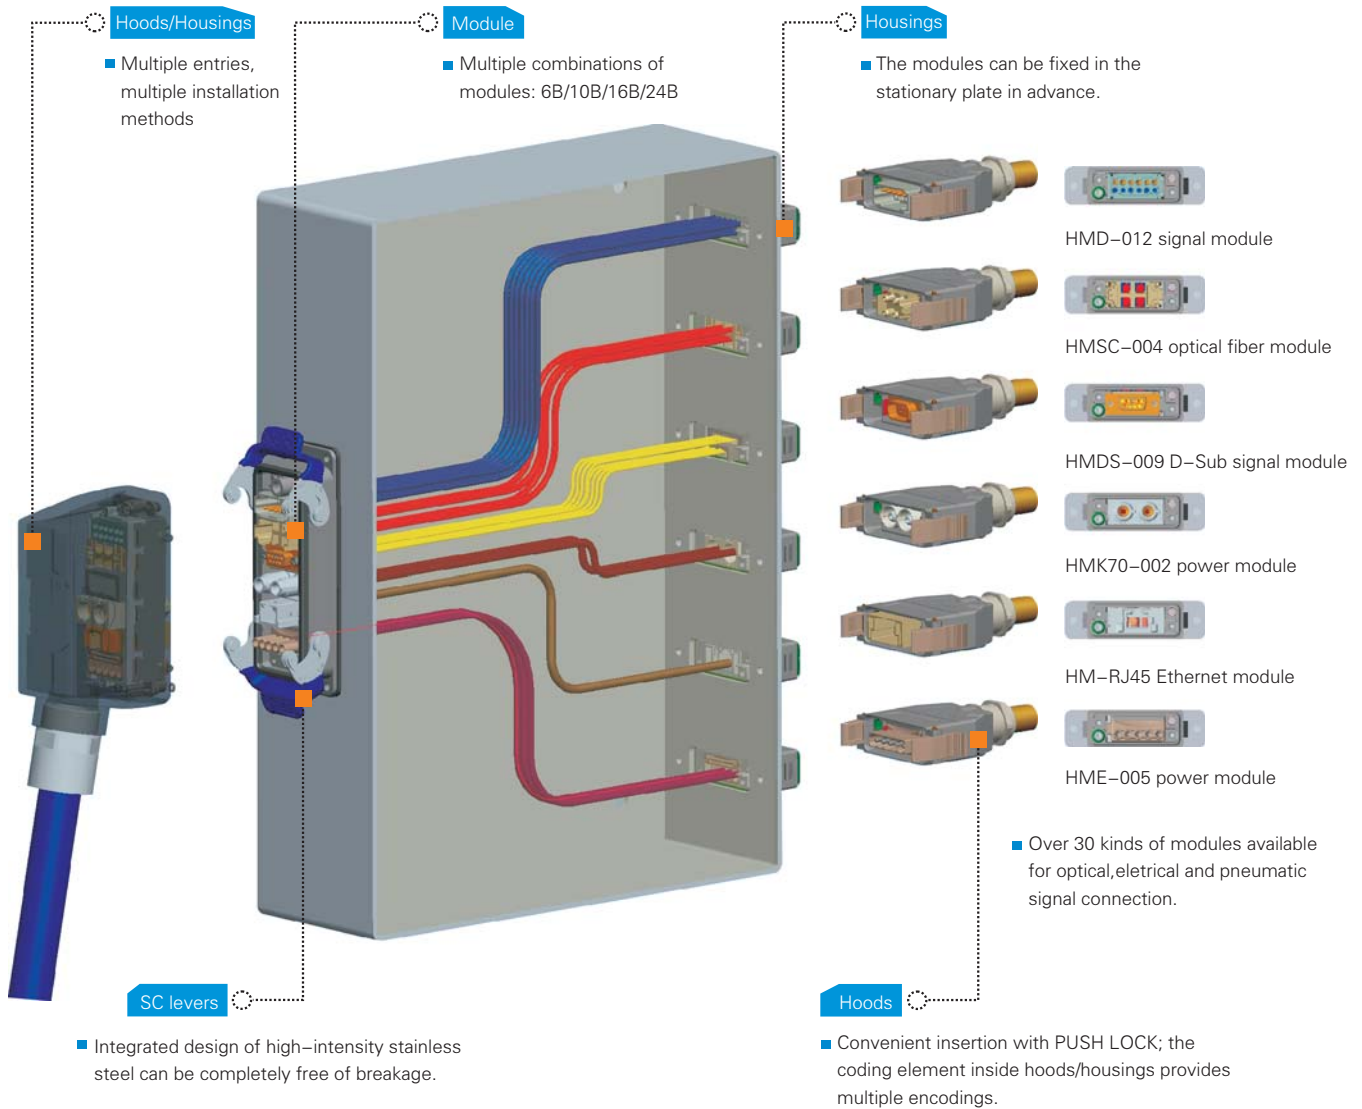 Hoods/Housings
Multiple entries,
multiple installation
methods
Module
Multiple combinations of
modules: 6B/10B/16B/24B
Housings
The modules can be fixed in the
stationary plate in advance.
HMD-012 signal module
HMSC-004 optical fiber module
HMDS-009 D-Sub signal module
HMK70-002 power module
HM-RJ45 Ethernet module
HME-005 power module
Over 30 kinds of modules available
for optical,eletrical and pneumatic
signal connection.
SC levers
Integrated design of high-intensity stainless
steel can be completely free of breakage.
Hoods
Convenient insertion with PUSH LOCK; the
coding element inside hoods/housings provides
multiple encodings.